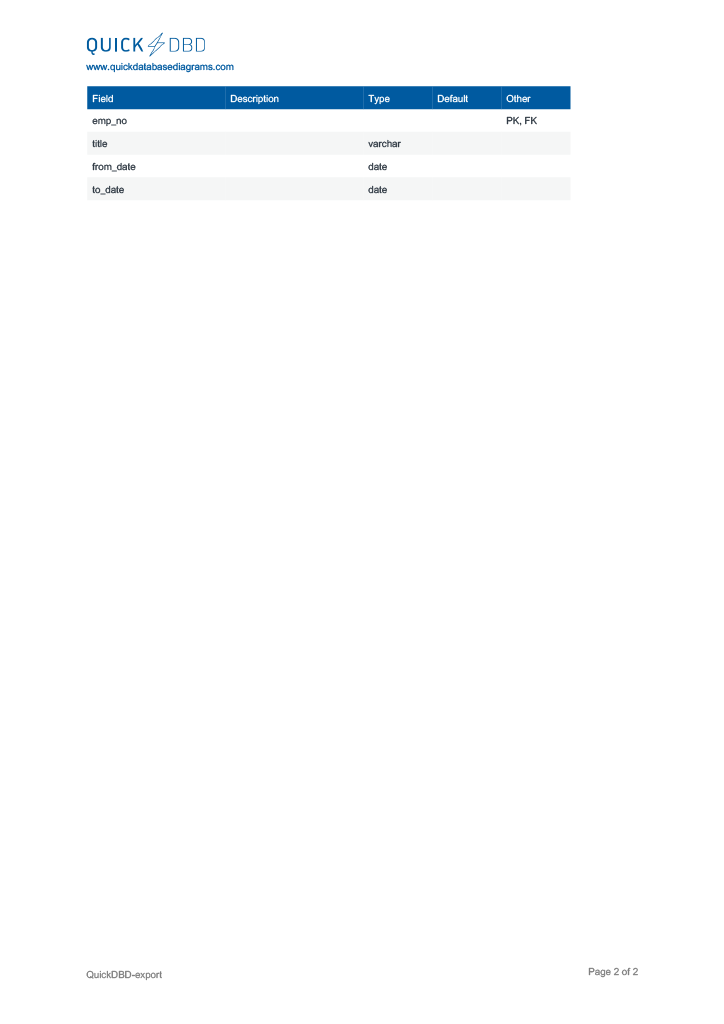 QUICK DBD
www.quickdatabasediagrams.com
Field Description Type Default Other
emp_no PK, FK
title varchar
from_date date
to_date date
QuickDBD-export Page 2 of 2